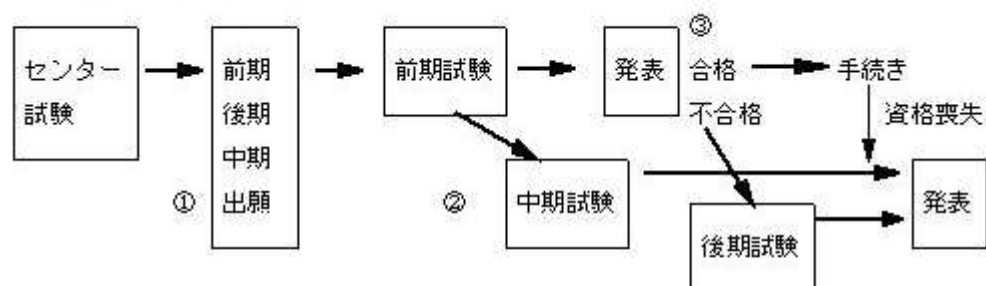 センター
試験
①
前期
後期
中期
出願
前期試験
②
中期試験
発表
③
合格
不合格
手続き
資格喪失
後期試験
発表